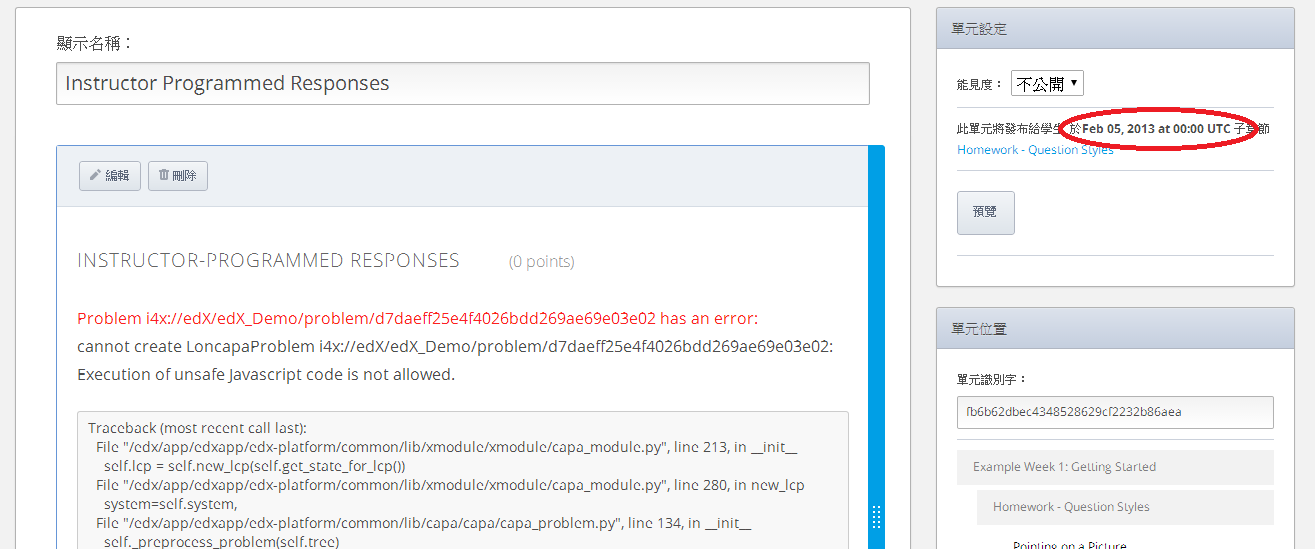 顯示名稱：
Instructor Programmed Responses
編輯 刪除
INSTRUCTOR-PROGRAMMED RESPONSES (0 points)
Problem i4x://edX/edX_Demo/problem/d7daeff25e4f4026bdd269ae69e03e02 has an error:
cannot create LoncapaProblem i4x://edX/edX_Demo/problem/d7daeff25e4f4026bdd269ae69e03e02:
Execution of unsafe Javascript code is not allowed.
Traceback (most recent call last):
File "/edx/app/edxapp/edx-platform/common/lib/xmodule/xmodule/capa_module.py", line 213, in __init__
self.lcp = self.new_lcp(self.get_state_for_lcp())
File "/edx/app/edxapp/edx-platform/common/lib/xmodule/xmodule/capa_module.py", line 280, in new_lcp
system=self.system,
File "/edx/app/edxapp/edx-platform/common/lib/capa/capa/capa_problem.py", line 134, in __init__
self._preprocess_problem(self.tree)
單元設定
能見度： 不公開
此單元將發布給學生 於Feb 05, 2013 at 00:00 UTC 子章節
Homework - Question Styles
預覽
單元位置
單元識別字：
fb6b62dbec4348528629cf2232b86aea
Example Week 1: Getting Started
Homework - Question Styles
Pointing on a Picture